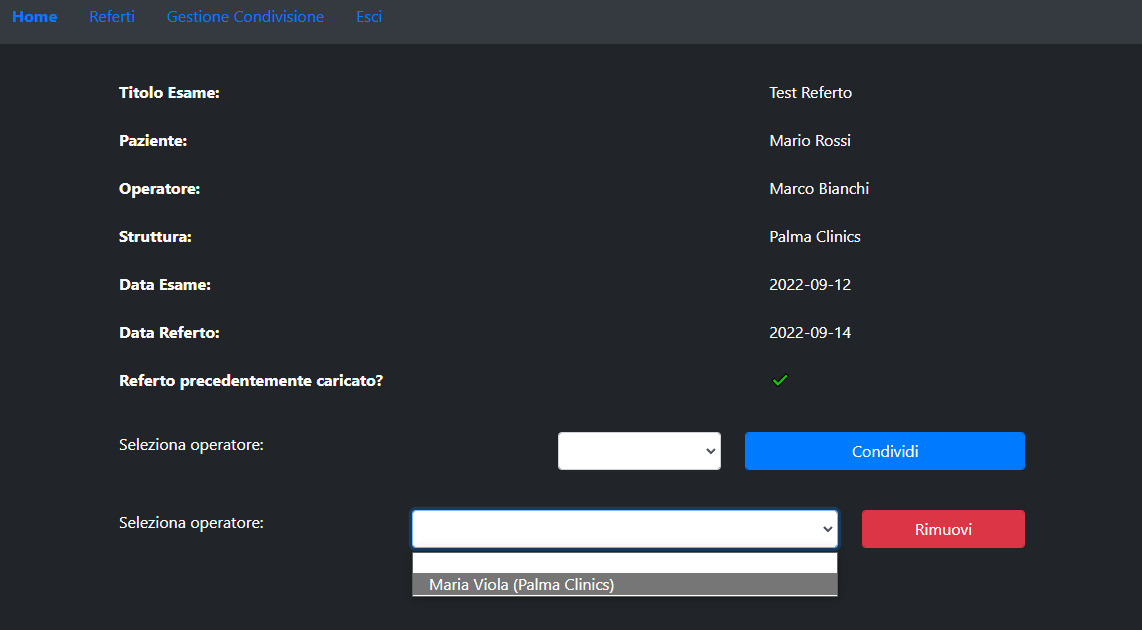 Home Referti Gestione Condivisione Esci
Titolo Esame: Test Referto
Paziente: Mario Rossi
Operatore: Marco Bianchi
Struttura: Palma Clinics
Data Esame: 2022-09-12
Data Referto: 2022-09-14
Referto precedentemente caricato?
Seleziona operatore: Condividi
Seleziona operatore: Rimuovi
Maria Viola (Palma Clinics)